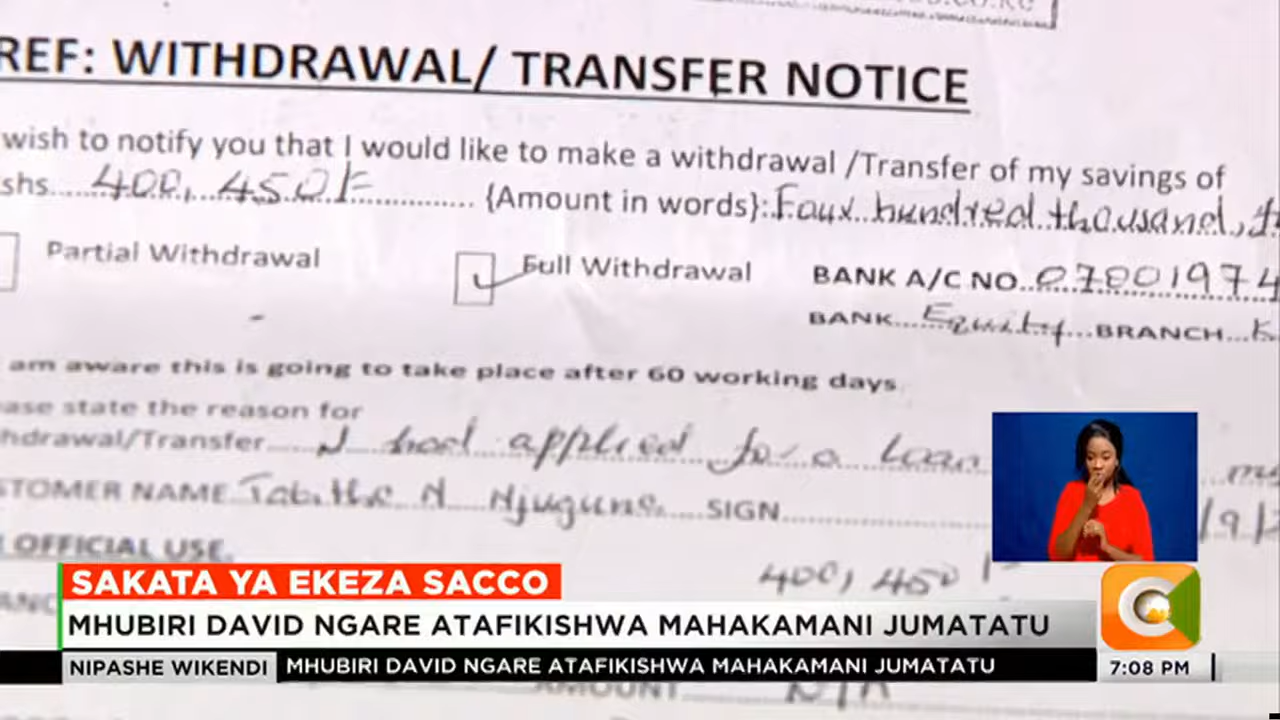 REF: WITHDRAWAL/ TRANSFER NOTICE
wish to notify you that I would like to make a withdrawal /Transfer of my savings of
shs....400, 450/=.... {Amount in words}: Four hundred thousand,
Partial Withdrawal
Full Withdrawal
BANK A/C NO...07801974
BANK....Equity...BRANCH...K
am aware this is going to take place after 60 working days
ase state the reason for
hdrawal/Transfer....I had applied for a loan
STOMER NAME Tabitha N Njuguna.....SIGN
OFFICIAL USE.
400, 450
SAKATA YA EKEZA SACCO
MHUBIRI DAVID NGARE ATAFIKISHWA MAHAKAMANI JUMATATU
NIPASHE WIKENDI
MHUBIRI DAVID NGARE ATAFIKISHWA MAHAKAMANI JUMATATU
7:08 PM
AMOUNT